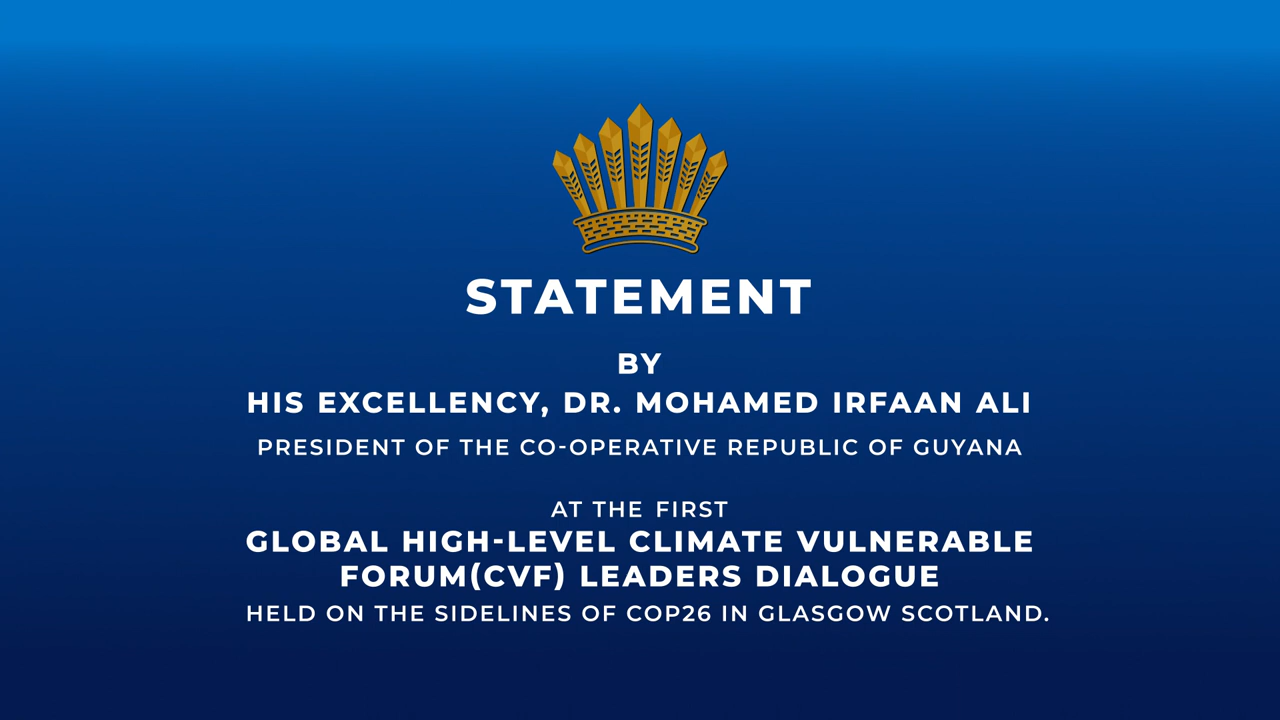 STATEMENT
BY
HIS EXCELLENCY, DR. MOHAMED IRFAAN ALI
PRESIDENT OF THE CO-OPERATIVE REPUBLIC OF GUYANA
AT THE FIRST
GLOBAL HIGH-LEVEL CLIMATE VULNERABLE
FORUM(CVF) LEADERS DIALOGUE
HELD ON THE SIDELINES OF COP26 IN GLASGOW SCOTLAND.